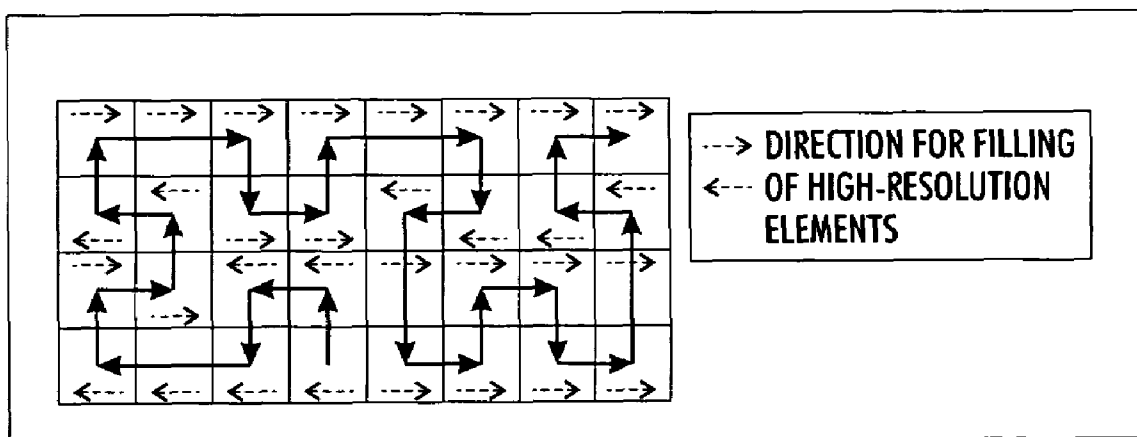 DIRECTION FOR FILLING
OF HIGH-RESOLUTION
ELEMENTS